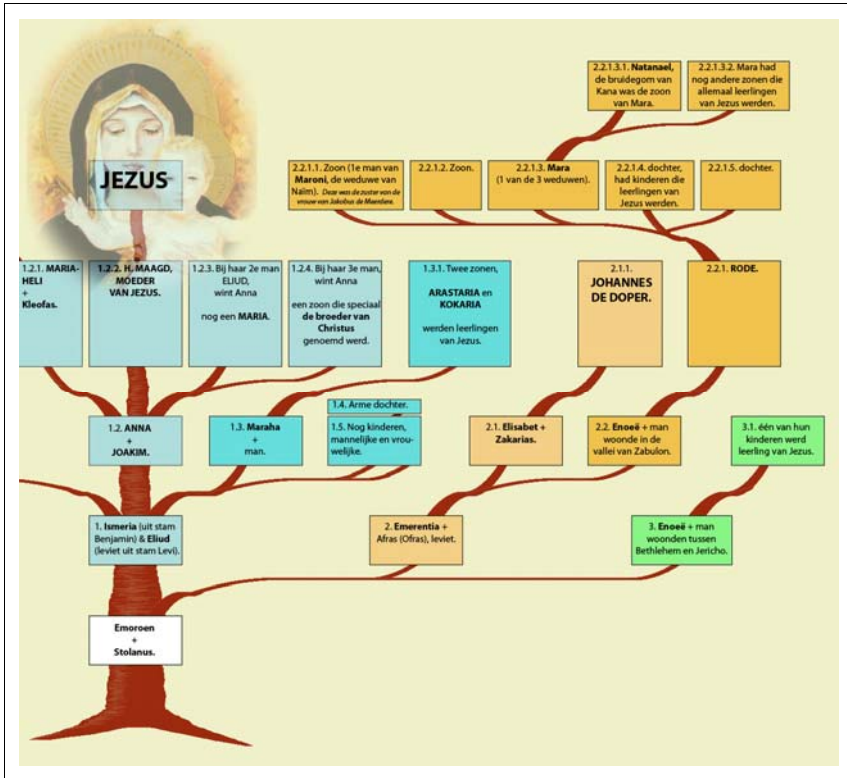 2.2.1.3.1. Natanael,
de bruidegom van
Kana was de zoon
van Mara.
2.2.1.3.2. Mara had
nog andere zonen die
allemaal leerlingen
van Jezus werden.
JEZUS
2.2.1.1. Zoon (1e man van
Maroni, de weduwe van
Naïm). Deze was de zuster van de
vrouw van Jakobus de Meerdere.
2.2.1.2. Zoon.
2.2.1.3. Mara
(1 van de 3 weduwen).
2.2.1.4. dochter,
had kinderen die
leerlingen van
Jezus werden.
2.2.1.5. dochter.
1.2.1. MARIA-
HELI
+
Kleofas.
1.2.2. H. MAAGD,
MOEDER
VAN JEZUS.
1.2.3. Bij haar 2e man
ELIUD,
wint Anna
nog een MARIA.
1.2.4. Bij haar 3e man,
wint Anna
een zoon die speciaal
de broeder van
Christus
genoemd werd.
1.3.1. Twee zonen,
ARASTARIA en
KOKARIA
werden leerlingen
van Jezus.
2.1.1.
JOHANNES
DE DOPER.
2.2.1. RODE.
1.2. ANNA
+
JOAKIM.
1.3. Maraha
+
man.
1.4. Arme dochter.
1.5. Nog kinderen,
mannelijke en vrou-
welijke.
2.1. Elisabet +
Zakarias.
2.2. Enoeë + man
woonde in de
vallei van Zabulon.
3.1. één van hun
kinderen werd
leerling van Jezus.
1. Ismeria (uit stam
Benjamin) & Eliud
(leviet uit stam Levi).
2. Emerentia +
Afras (Ofras), leviet.
3. Enoeë + man
woonden tussen
Bethlehem en Jericho.
Emoroen
+
Stolanus.